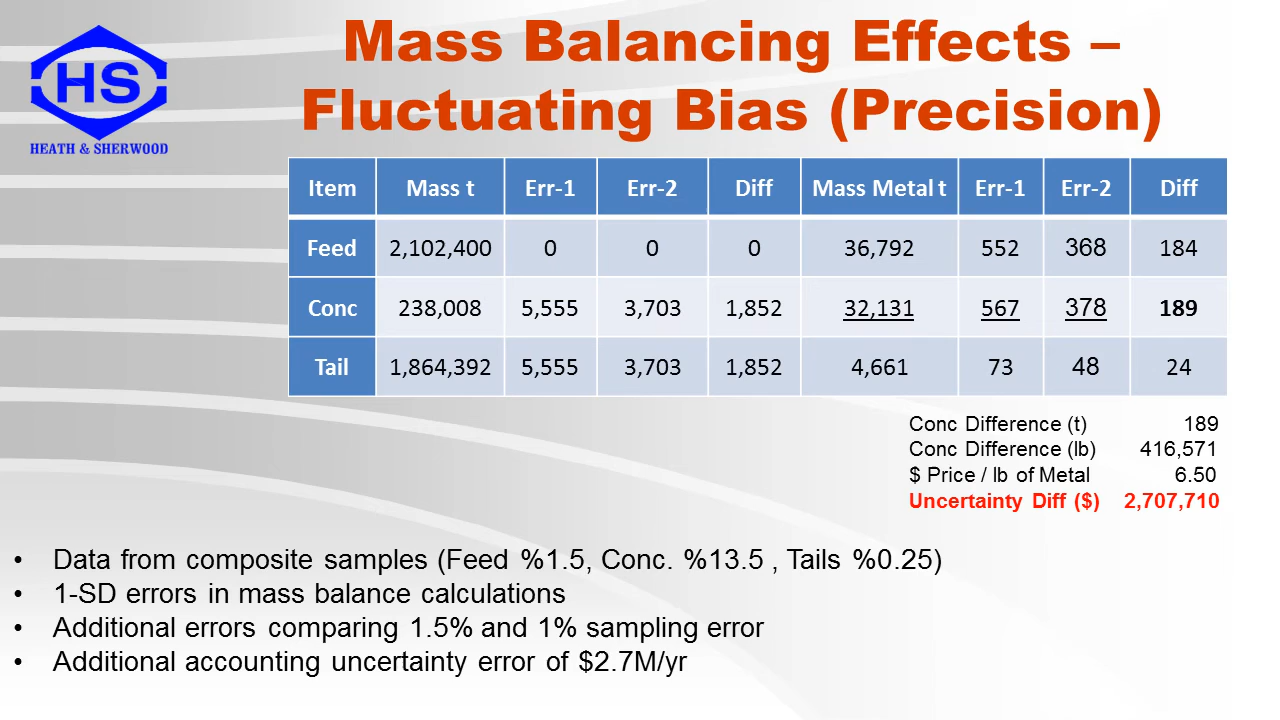 HS
HEATH & SHERWOOD
Mass Balancing Effects –
Fluctuating Bias (Precision)
Item Mass t Err-1 Err-2 Diff Mass Metal t Err-1 Err-2 Diff
Feed 2,102,400 0 0 0 36,792 552 368 184
Conc 238,008 5,555 3,703 1,852 32,131 567 378 189
Tail 1,864,392 5,555 3,703 1,852 4,661 73 48 24
Conc Difference (t) 189
Conc Difference (lb) 416,571
$ Price / lb of Metal 6.50
Uncertainty Diff ($) 2,707,710
• Data from composite samples (Feed %1.5, Conc. %13.5 , Tails %0.25)
• 1-SD errors in mass balance calculations
• Additional errors comparing 1.5% and 1% sampling error
• Additional accounting uncertainty error of $2.7M/yr